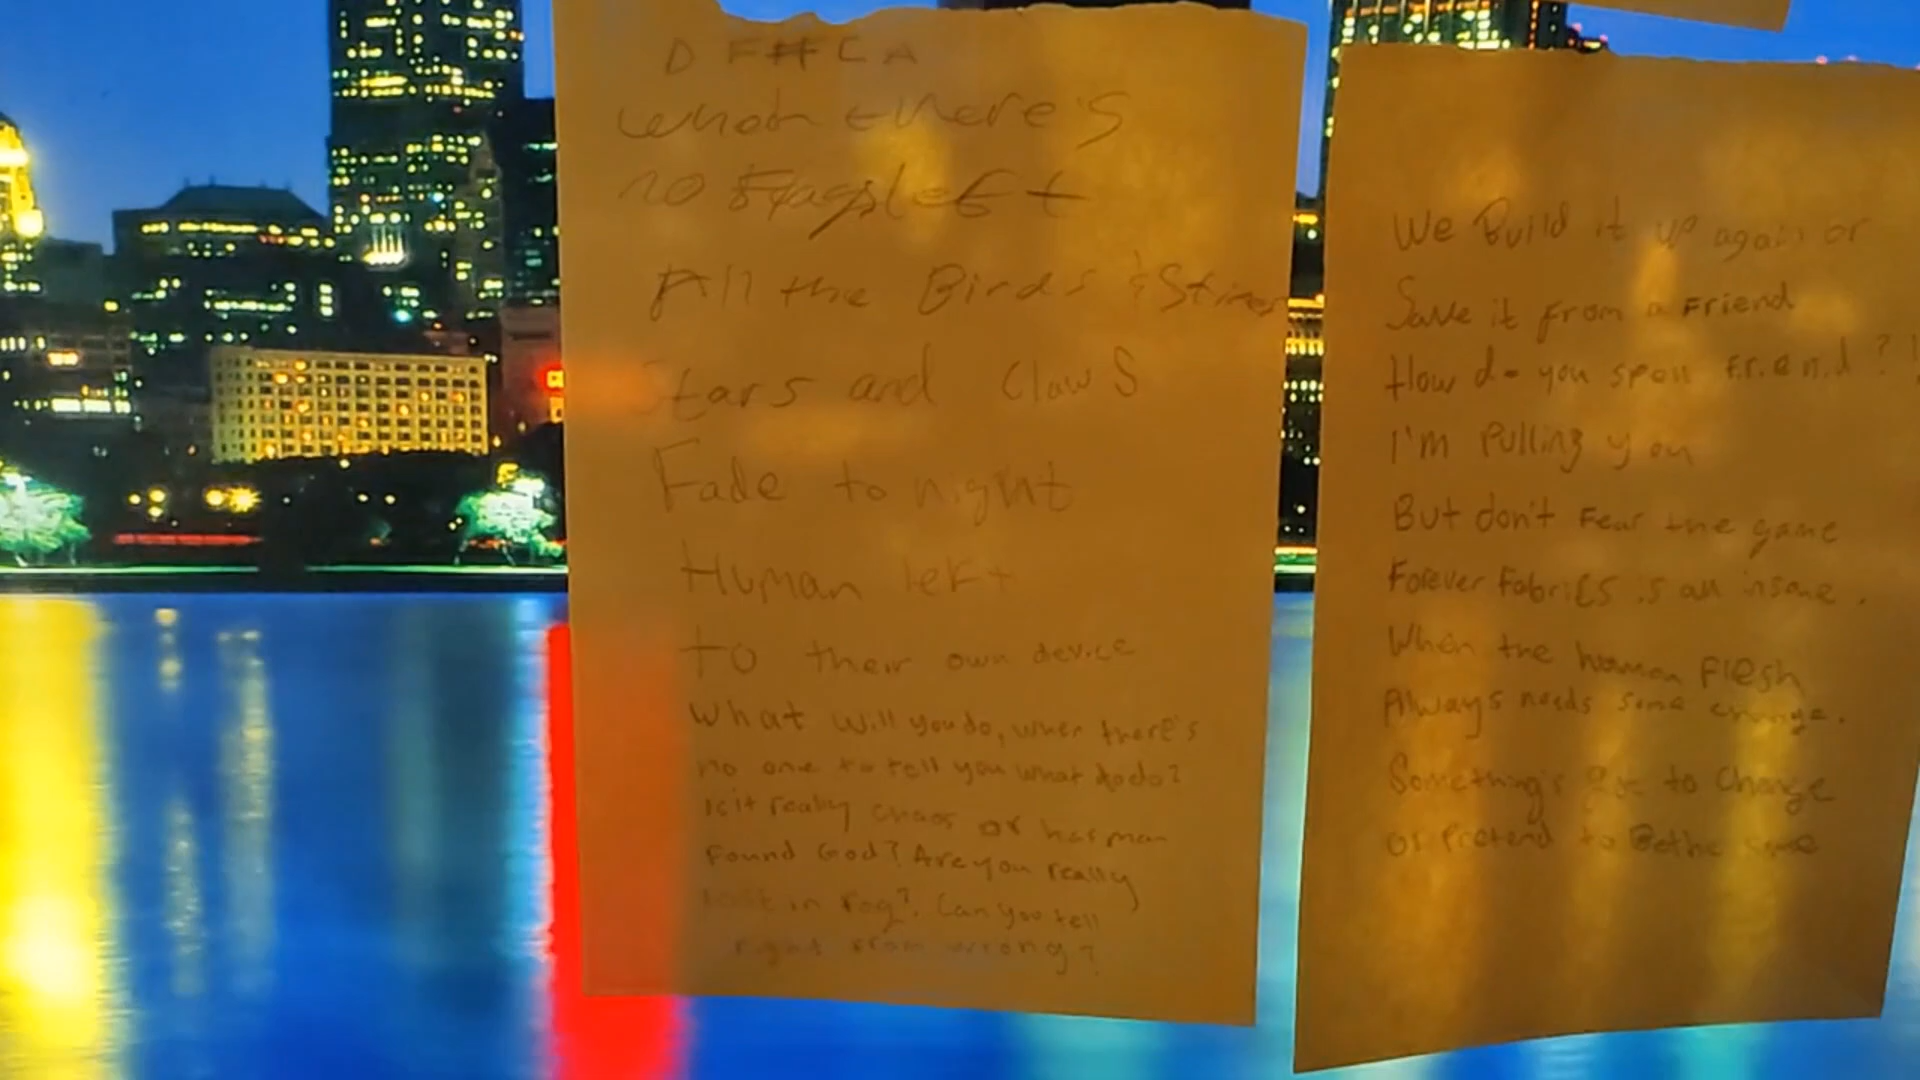 D F# C A
when there's
no Flags left
All the Birds & Stripes
Stars and Claws
Fade to night
Human left
to their own device
What will you do, when there's
no one to tell you what to do?
Is it really chaos or has man
found God? Are you really
lost in fog? Can you tell
right from wrong?
We Build it up again or
Save it from a Friend
How do you spell F.r.e.n.d?!
I'm Pulling you
But don't Fear the game
Forever Fabrics is all insane.
When the human Flesh
Always needs some change.
Something's Got to Change
or Pretend to Be the same